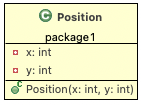 C Position
package1
x: int
y: int
C Position(x: int, y: int)